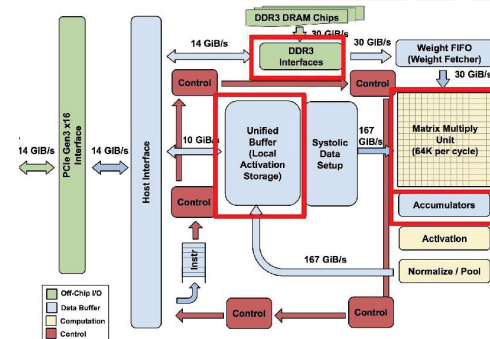 DDR3 DRAM Chips
30 GiB/s
14 GiB/s
DDR3
Interfaces
30 GiB/s
Weight FIFO
(Weight Fetcher)
30 GiB/s
Control
Control
PCIe Gen3 x16
Interface
14 GiB/s
14 GiB/s
Host Interface
10 GiB/s
Unified
Buffer
(Local
Activation
Storage)
Systolic
Data
Setup
167
GiB/s
Matrix Multiply
Unit
(64K per cycle)
Control
Accumulators
Activation
Instr
167 GiB/s
Normalize / Pool
Off-Chip I/O
Data Buffer
Computation
Control
Control
Control